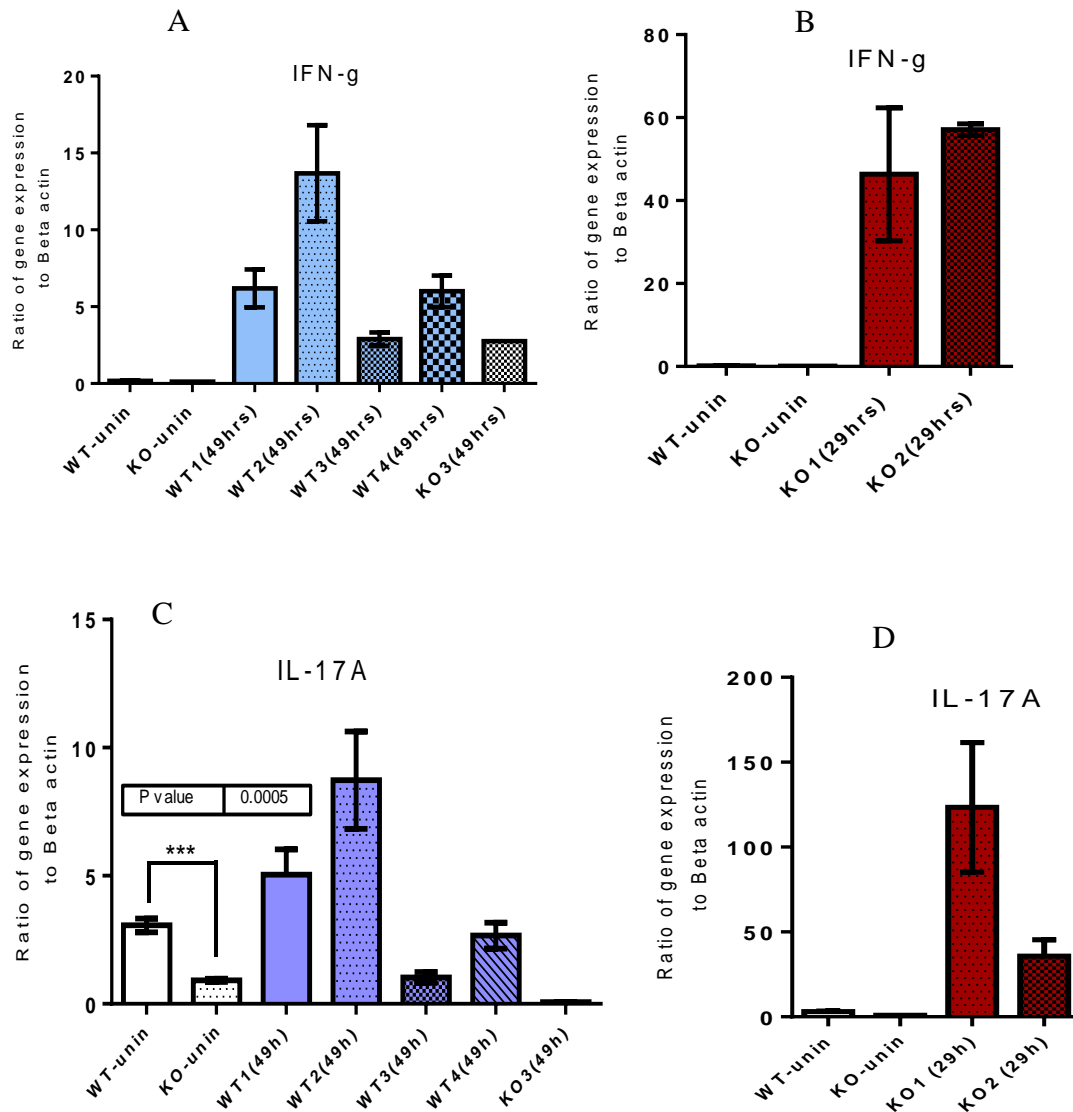 A
IFN-g
Ratio of gene expression
to Beta actin
20
15
10
5
0
WT-unin
KO-unin
WT1(49hrs)
WT2(49hrs)
WT3(49hrs)
WT4(49hrs)
KO3(49hrs)
B
IFN-g
Ratio of gene expression
to Beta actin
80
60
40
20
0
WT-unin
KO-unin
KO1(29hrs)
KO2(29hrs)
C
IL-17A
Ratio of gene expression
to Beta actin
15
10
5
0
P value 0.0005
***
WT-unin
KO-unin
WT1(49h)
WT2(49h)
WT3(49h)
WT4(49h)
KO3(49h)
D
IL-17A
Ratio of gene expression
to Beta actin
200
150
100
50
0
WT-unin
KO-unin
KO1 (29h)
KO2 (29h)